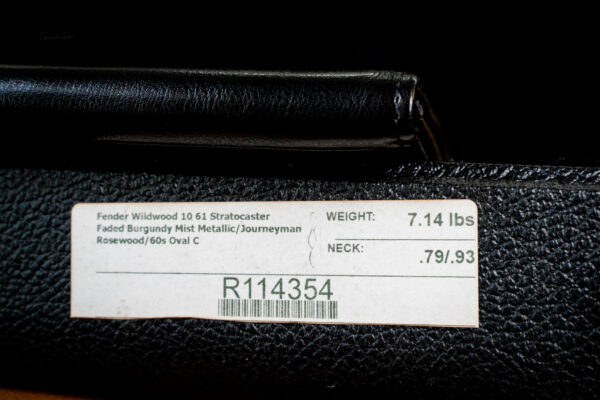 Fender Wildwood 10 61 Stratocaster
Faded Burgundy Mist Metallic/Journeyman
Rosewood/60s Oval C
WEIGHT: 7.14 lbs
NECK: .79/.93
R114354